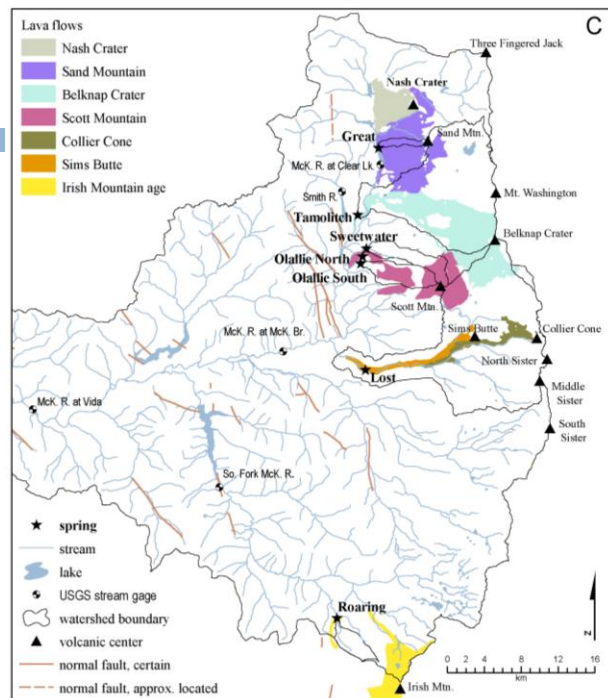 C
Lava flows
Nash Crater
Sand Mountain
Belknap Crater
Scott Mountain
Collier Cone
Sims Butte
Irish Mountain age
Three Fingered Jack
Nash Crater
Great
Sand Mtn.
McK. R. at Clear Lk.
Smith R.
Mt. Washington
Tamolitch
Sweetwater
Belknap Crater
Olallie North
Olallie South
Scott Mtn.
Sims Butte
Collier Cone
McK. R. at McK. Br.
North Sister
Lost
Middle
Sister
McK. R. at Vida
South
Sister
So. Fork McK. R.
spring
stream
lake
USGS stream gage
watershed boundary
volcanic center
normal fault, certain
normal fault, approx. located
Roaring
Irish Mtn.
N
0 2 4 8 12 16
km